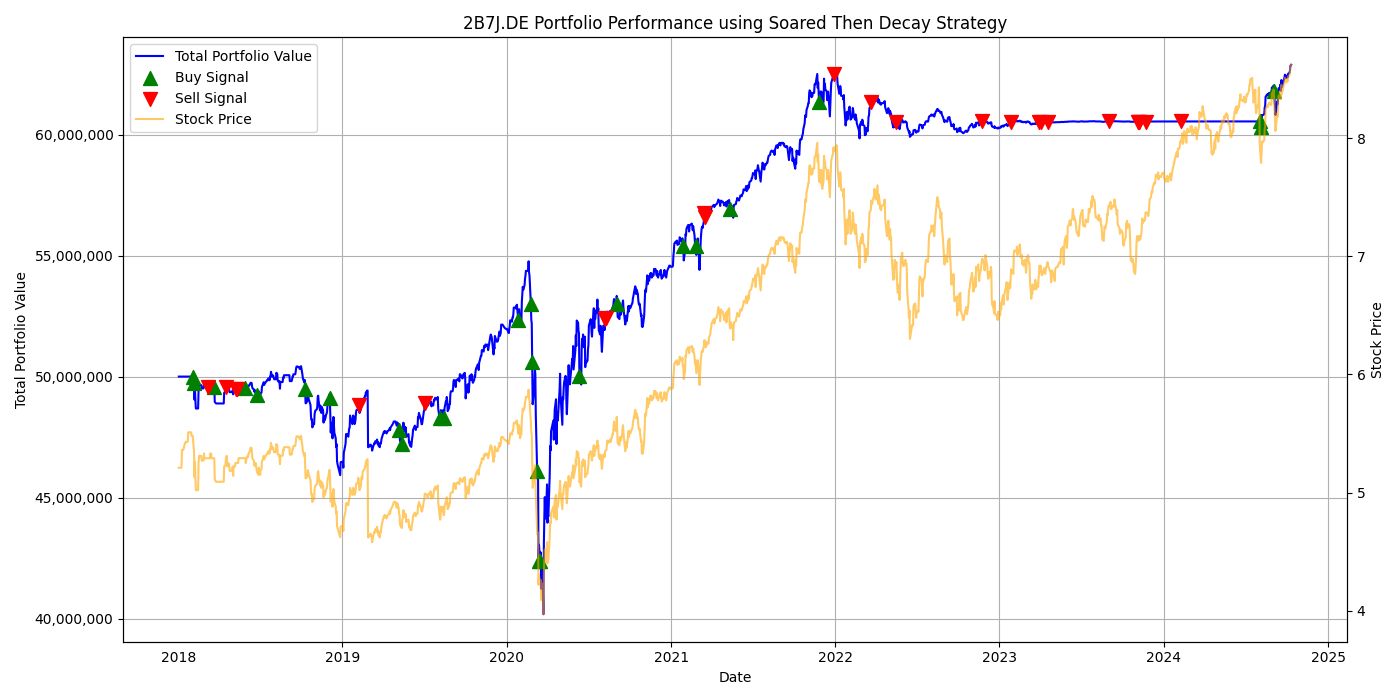 2B7J.DE Portfolio Performance using Soared Then Decay Strategy
Total Portfolio Value
Buy Signal
Sell Signal
Stock Price
60,000,000
55,000,000
50,000,000
45,000,000
40,000,000
Total Portfolio Value
8
7
6
5
4
Stock Price
2018
2019
2020
2021
2022
2023
2024
2025
Date